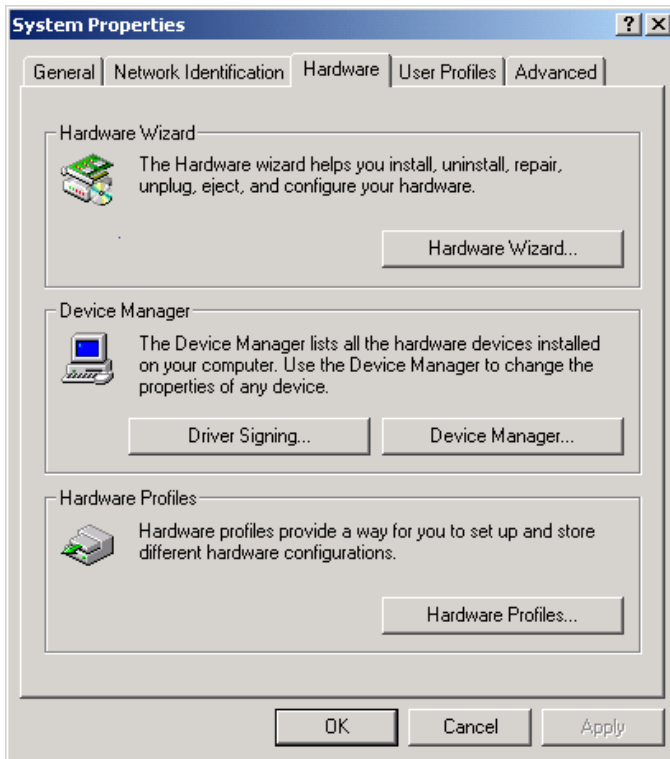 System Properties
General Network Identification Hardware User Profiles Advanced
Hardware Wizard
The Hardware wizard helps you install, uninstall, repair,
unplug, eject, and configure your hardware.
Hardware Wizard...
Device Manager
The Device Manager lists all the hardware devices installed
on your computer. Use the Device Manager to change the
properties of any device.
Driver Signing... Device Manager...
Hardware Profiles
Hardware profiles provide a way for you to set up and store
different hardware configurations.
Hardware Profiles...
OK Cancel Apply